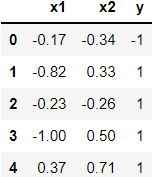 x1 x2 y
0 -0.17 -0.34 -1
1 -0.82 0.33 1
2 -0.23 -0.26 1
3 -1.00 0.50 1
4 0.37 0.71 1